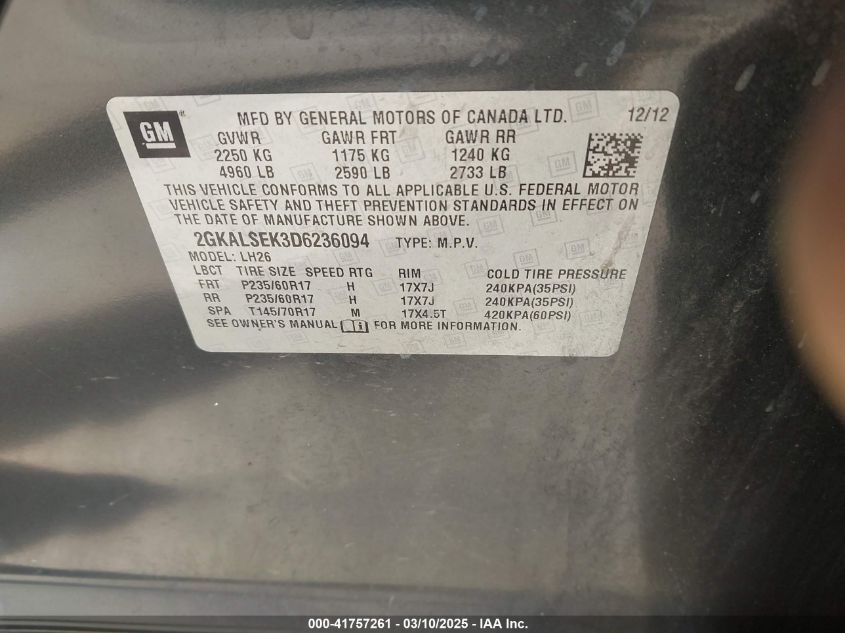 GM
MFD BY GENERAL MOTORS OF CANADA LTD. 12/12
GVWR GAWR FRT GAWR RR
2250 KG 1175 KG 1240 KG
4960 LB 2590 LB 2733 LB
THIS VEHICLE CONFORMS TO ALL APPLICABLE U.S. FEDERAL MOTOR
VEHICLE SAFETY AND THEFT PREVENTION STANDARDS IN EFFECT ON
THE DATE OF MANUFACTURE SHOWN ABOVE.
2GKALSEK3D6236094 TYPE: M.P.V.
MODEL: LH26
LBCT TIRE SIZE SPEED RTG RIM COLD TIRE PRESSURE
FRT P235/60R17 H 17X7J 240KPA(35PSI)
RR P235/60R17 H 17X7J 240KPA(35PSI)
SPA T145/70R17 M 17X4.5T 420KPA(60PSI)
SEE OWNER'S MANUAL FOR MORE INFORMATION.
000-41757261 - 03/10/2025 - IAA Inc.